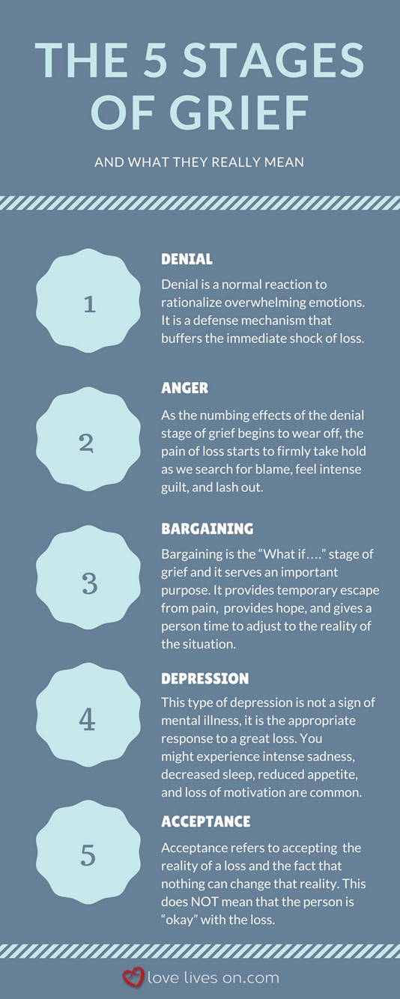 THE 5 STAGES
OF GRIEF
AND WHAT THEY REALLY MEAN
1
DENIAL
Denial is a normal reaction to
rationalize overwhelming emotions.
It is a defense mechanism that
buffers the immediate shock of loss.
2
ANGER
As the numbing effects of the denial
stage of grief begins to wear off, the
pain of loss starts to firmly take hold
as we search for blame, feel intense
guilt, and lash out.
3
BARGAINING
Bargaining is the “What if....” stage of
grief and it serves an important
purpose. It provides temporary escape
from pain,  provides hope, and gives a
person time to adjust to the reality of
the situation.
4
DEPRESSION
This type of depression is not a sign of
mental illness, it is the appropriate
response to a great loss. You
might experience intense sadness,
decreased sleep, reduced appetite,
and loss of motivation are common.
5
ACCEPTANCE
Acceptance refers to accepting  the
reality of a loss and the fact that
nothing can change that reality. This
does NOT mean that the person is
“okay” with the loss.
love lives on.com